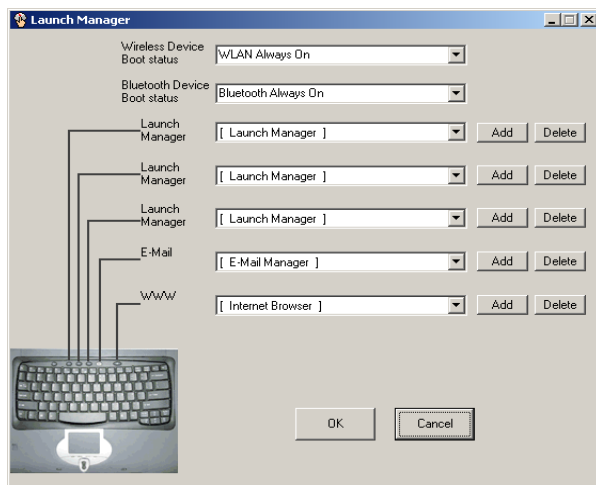 Launch Manager
Wireless Device
Boot status
WLAN Always On
Bluetooth Device
Boot status
Bluetooth Always On
Launch
Manager
[ Launch Manager ]
Add
Delete
Launch
Manager
[ Launch Manager ]
Add
Delete
Launch
Manager
[ Launch Manager ]
Add
Delete
E-Mail
[ E-Mail Manager ]
Add
Delete
WWW
[ Internet Browser ]
Add
Delete
OK
Cancel